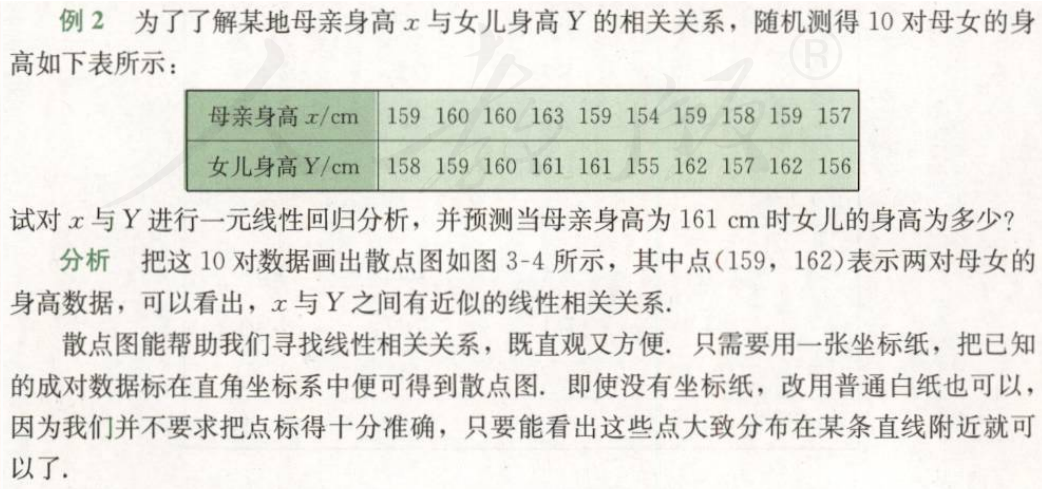 例 2 为了了解某地母亲身高 x 与女儿身高 Y 的相关关系，随机测得 10 对母女的身
高如下表所示：
母亲身高 x/cm 159 160 160 163 159 154 159 158 159 157
女儿身高 Y/cm 158 159 160 161 161 155 162 157 162 156
试对 x 与 Y 进行一元线性回归分析，并预测当母亲身高为 161 cm 时女儿的身高为多少？
分析 把这 10 对数据画出散点图如图 3-4 所示，其中点(159，162)表示两对母女的
身高数据，可以看出，x 与 Y 之间有近似的线性相关关系．
散点图能帮助我们寻找线性相关关系，既直观又方便．只需要用一张坐标纸，把已知
的成对数据标在直角坐标系中便可得到散点图．即使没有坐标纸，改用普通白纸也可以，
因为我们并不要求把点标得十分准确，只要能看出这些点大致分布在某条直线附近就可
以了．